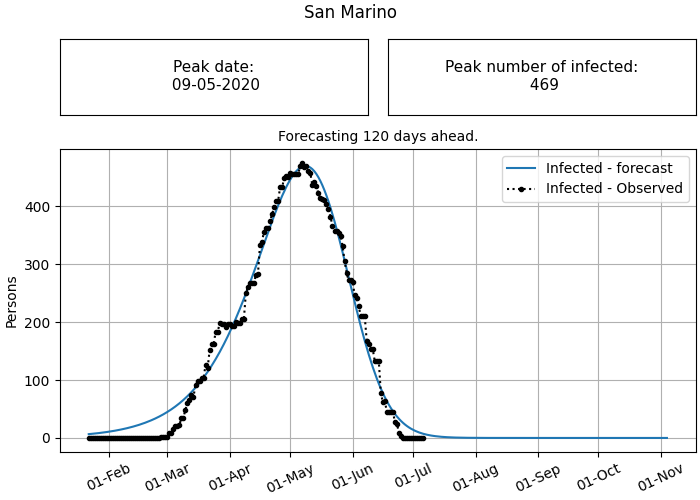 San Marino
Peak date:
09-05-2020
Peak number of infected:
469
Forecasting 120 days ahead.
Infected - forecast
Infected - Observed
Persons
400
300
200
100
0
01-Feb
01-Mar
01-Apr
01-May
01-Jun
01-Jul
01-Aug
01-Sep
01-Oct
01-Nov